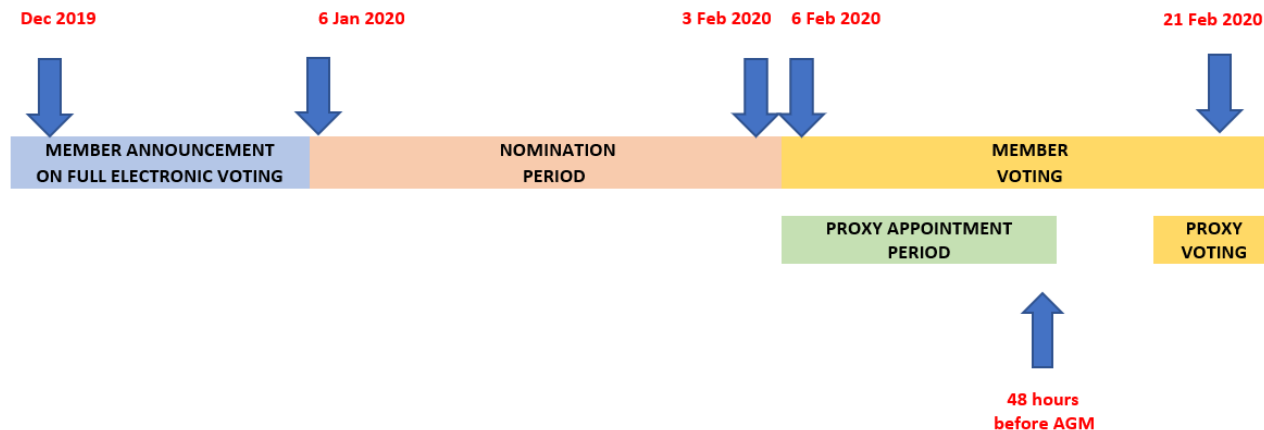 Dec 2019
6 Jan 2020
3 Feb 2020
6 Feb 2020
21 Feb 2020
MEMBER ANNOUNCEMENT
ON FULL ELECTRONIC VOTING
NOMINATION
PERIOD
MEMBER
VOTING
PROXY APPOINTMENT
PERIOD
PROXY
VOTING
48 hours
before AGM